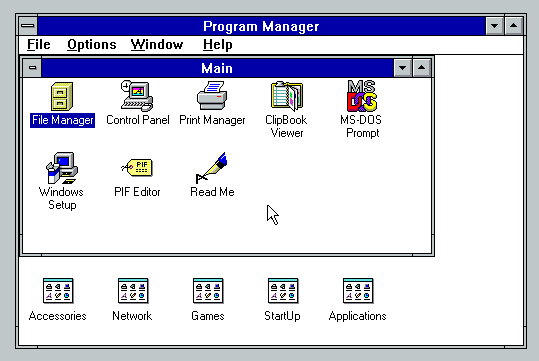 Program Manager
File Options Window Help
Main
File Manager
Control Panel
Print Manager
ClipBook
Viewer
MS
DOS
MS-DOS
Prompt
Windows
Setup
PIF
PIF Editor
Read Me
Accessories
Network
Games
StartUp
Applications